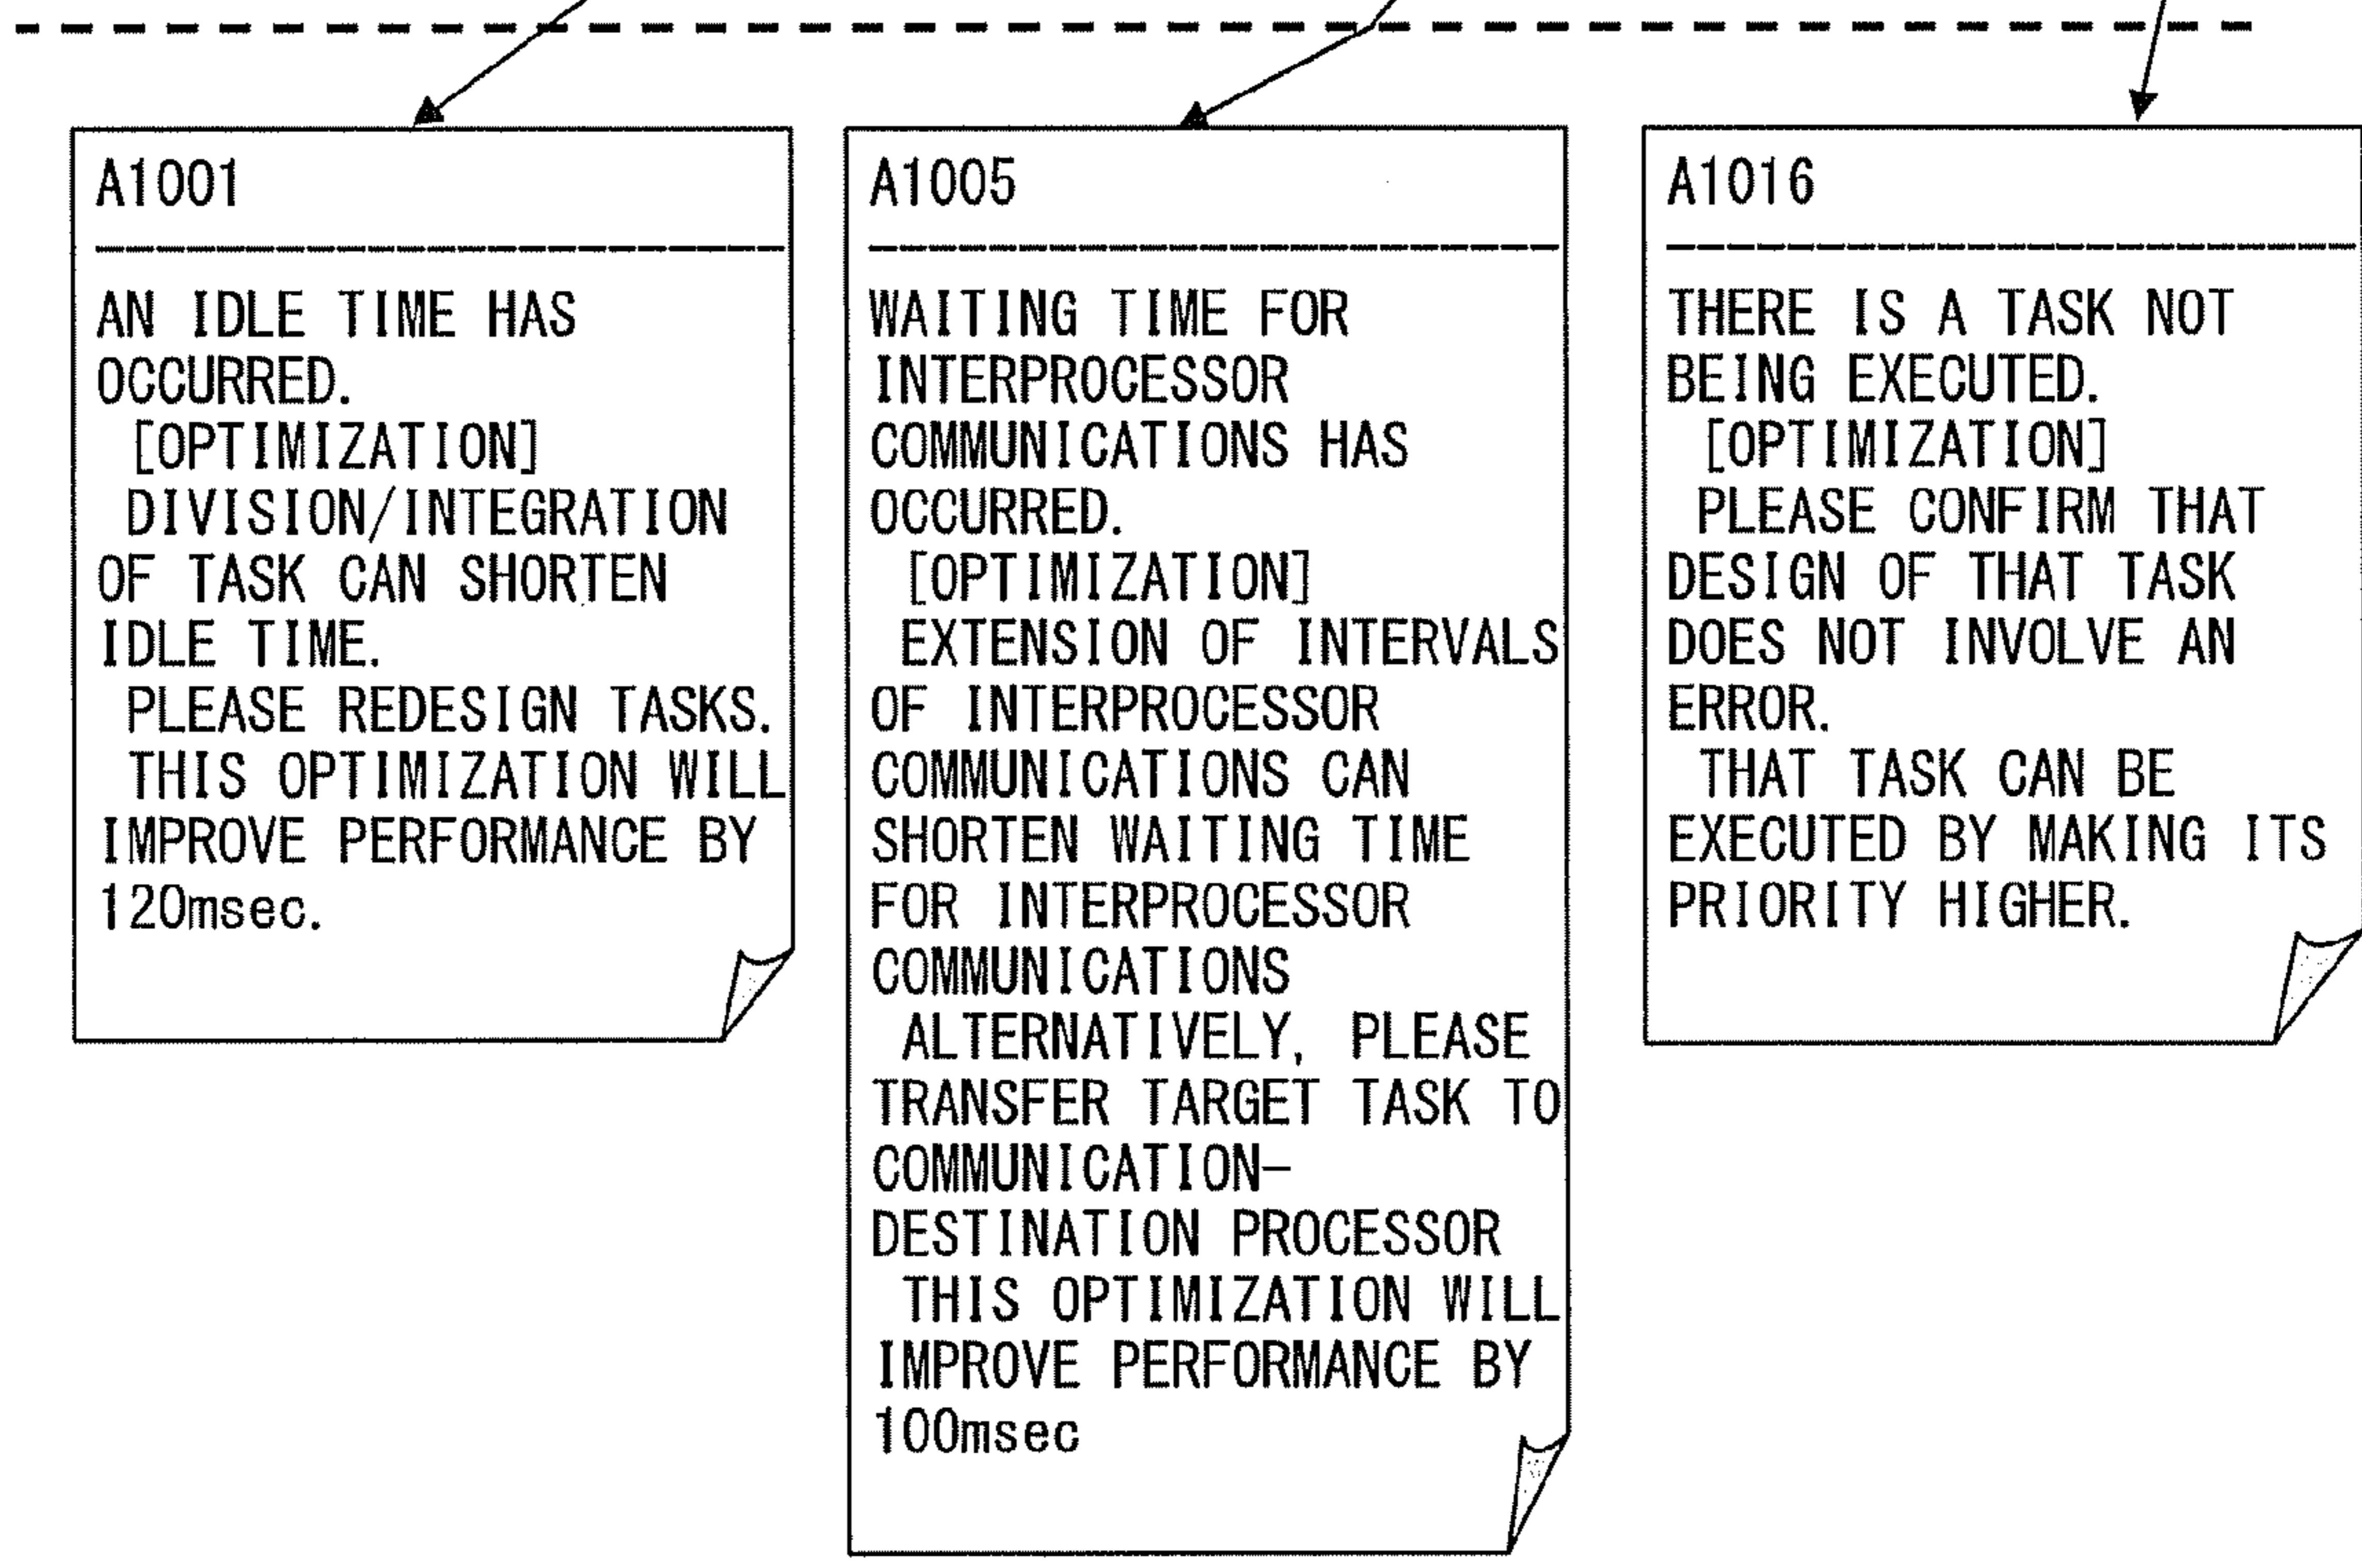 A1001
AN IDLE TIME HAS
OCCURRED.
[OPTIMIZATION]
DIVISION/INTEGRATION
OF TASK CAN SHORTEN
IDLE TIME.
PLEASE REDESIGN TASKS.
THIS OPTIMIZATION WILL
IMPROVE PERFORMANCE BY
120msec.
A1005
WAITING TIME FOR
INTERPROCESSOR
COMMUNICATIONS HAS
OCCURRED.
[OPTIMIZATION]
EXTENSION OF INTERVALS
OF INTERPROCESSOR
COMMUNICATIONS CAN
SHORTEN WAITING TIME
FOR INTERPROCESSOR
COMMUNICATIONS
ALTERNATIVELY, PLEASE
TRANSFER TARGET TASK TO
COMMUNICATION-
DESTINATION PROCESSOR
THIS OPTIMIZATION WILL
IMPROVE PERFORMANCE BY
100msec
A1016
THERE IS A TASK NOT
BEING EXECUTED.
[OPTIMIZATION]
PLEASE CONFIRM THAT
DESIGN OF THAT TASK
DOES NOT INVOLVE AN
ERROR.
THAT TASK CAN BE
EXECUTED BY MAKING ITS
PRIORITY HIGHER.